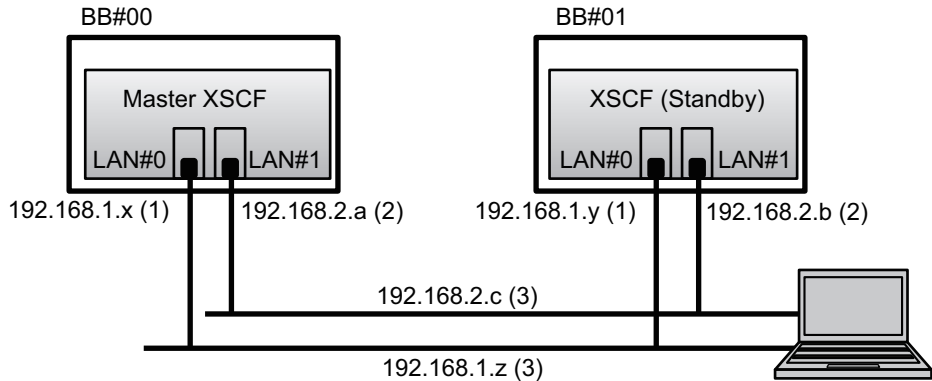 BB#00
BB#01
Master XSCF
XSCF (Standby)
LAN#0
LAN#1
LAN#0
LAN#1
192.168.1.x (1)
192.168.2.a (2)
192.168.1.y (1)
192.168.2.b (2)
192.168.2.c (3)
192.168.1.z (3)